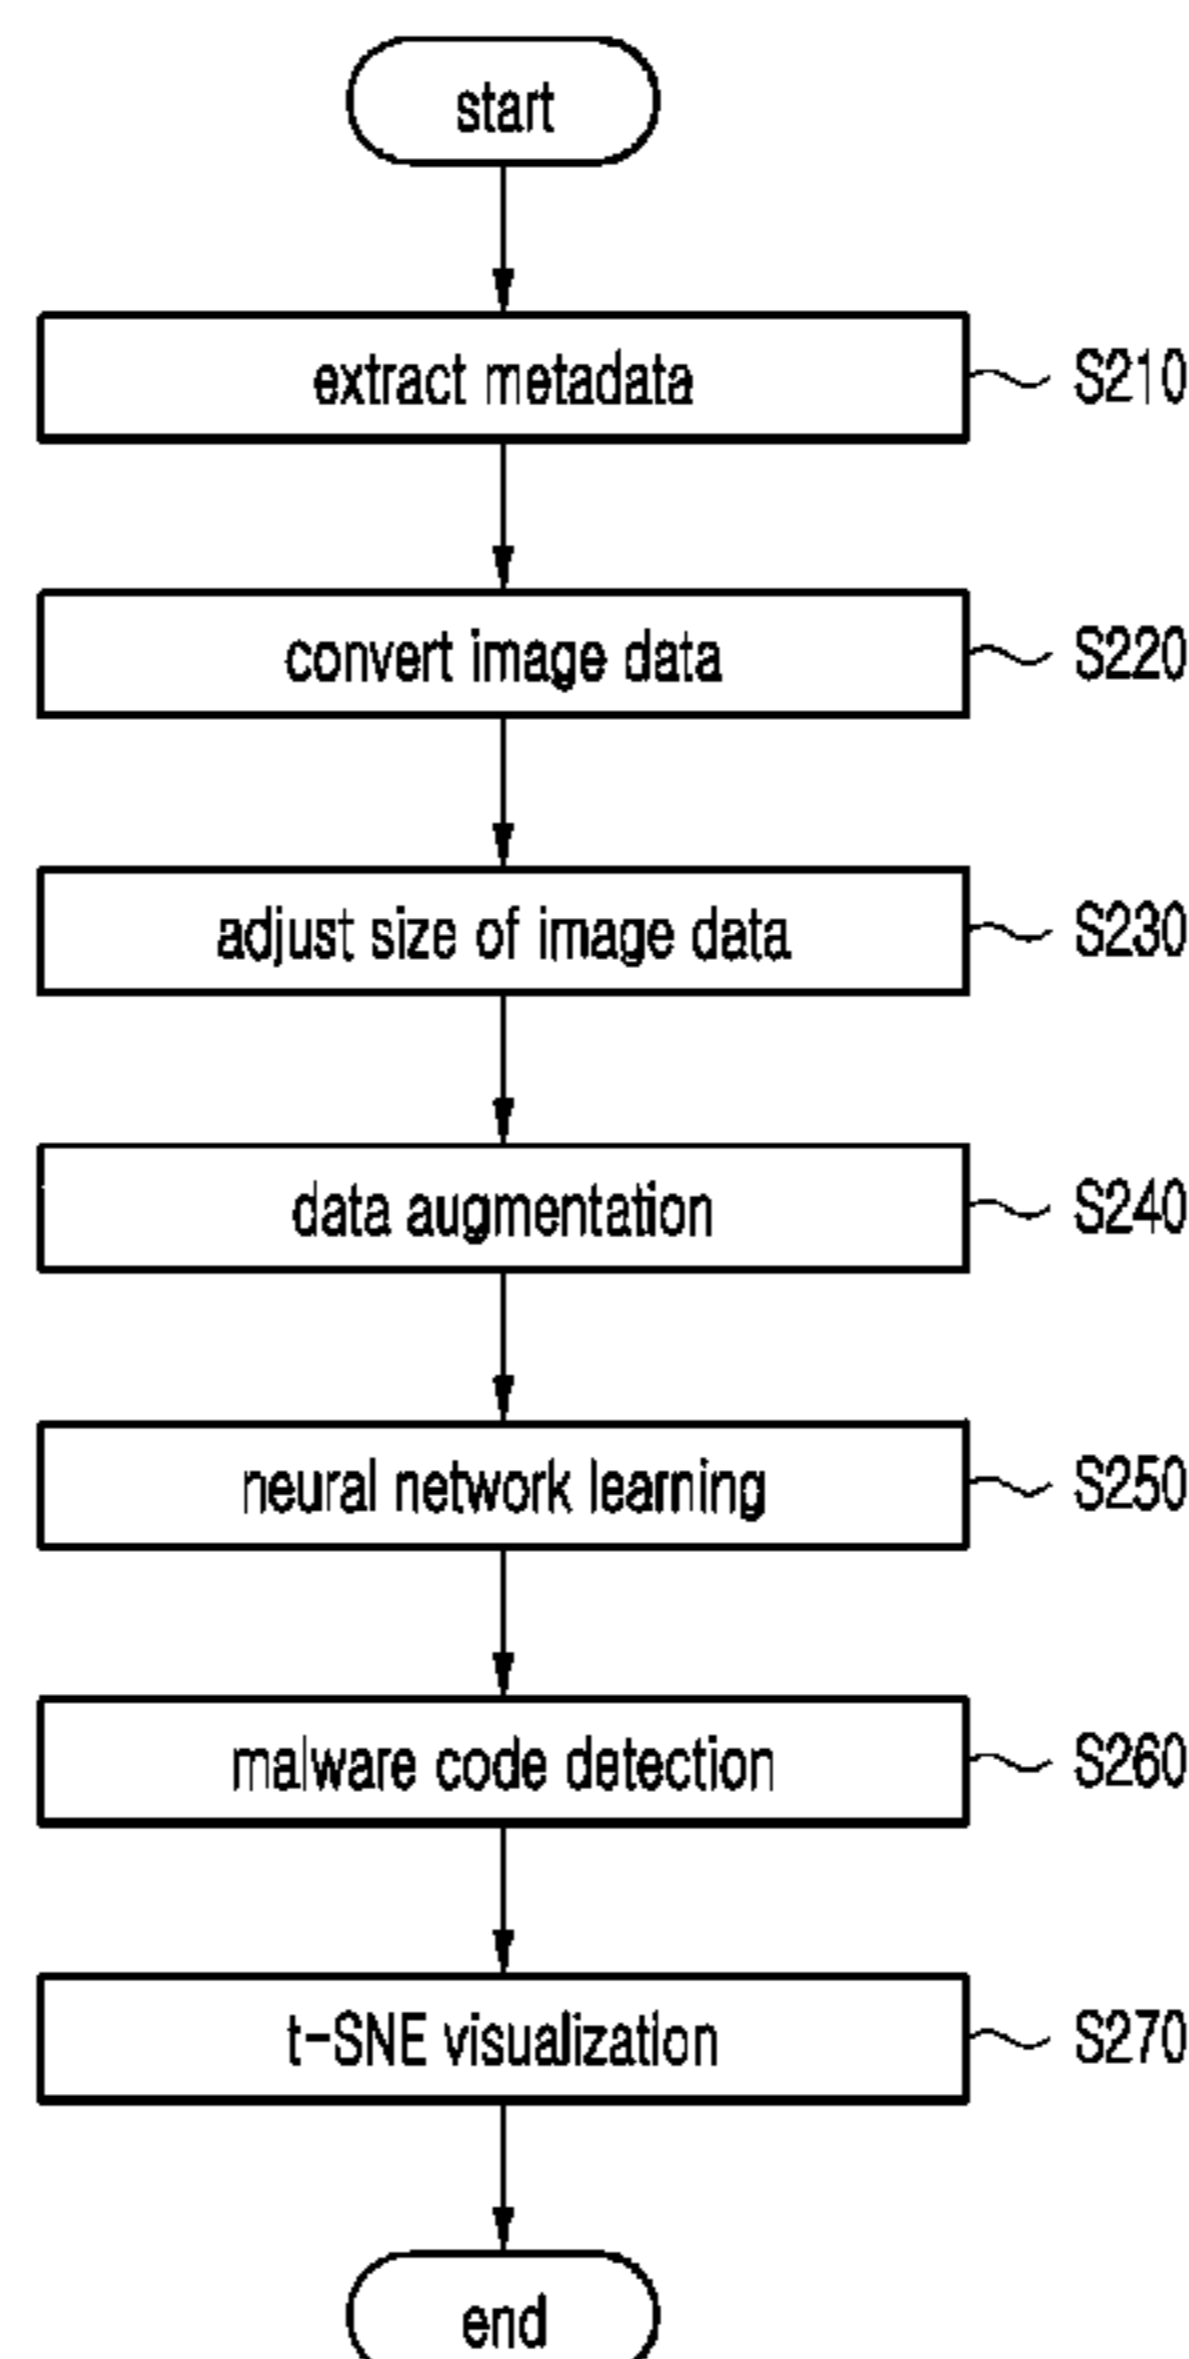 start
extract metadata S210
convert image data S220
adjust size of image data S230
data augmentation S240
neural network learning S250
malware code detection S260
t-SNE visualization S270
end